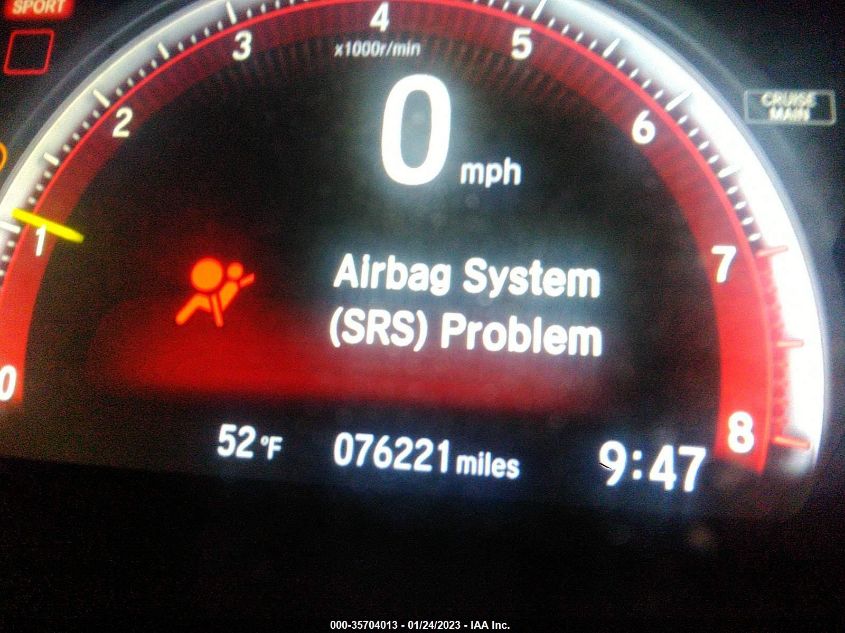 SPORT
4
3
x1000r/min
5
2
0 mph
CRUISE
MAIN
6
1
7
Airbag System
(SRS) Problem
0
8
52 °F 076221 miles 9:47
000-35704013 - 01/24/2023 - IAA Inc.